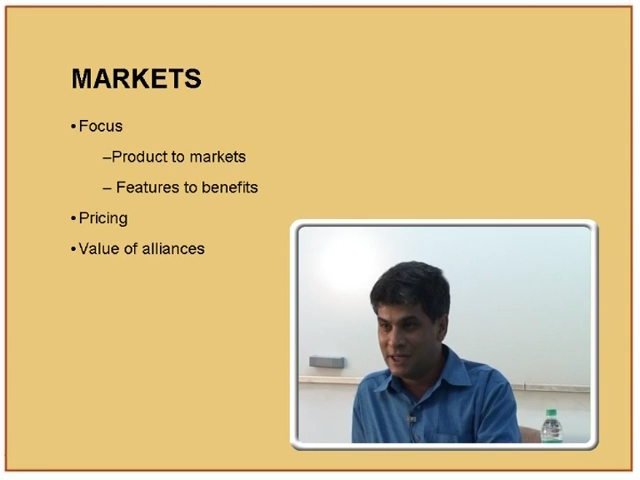 MARKETS
• Focus
–Product to markets
– Features to benefits
• Pricing
• Value of alliances